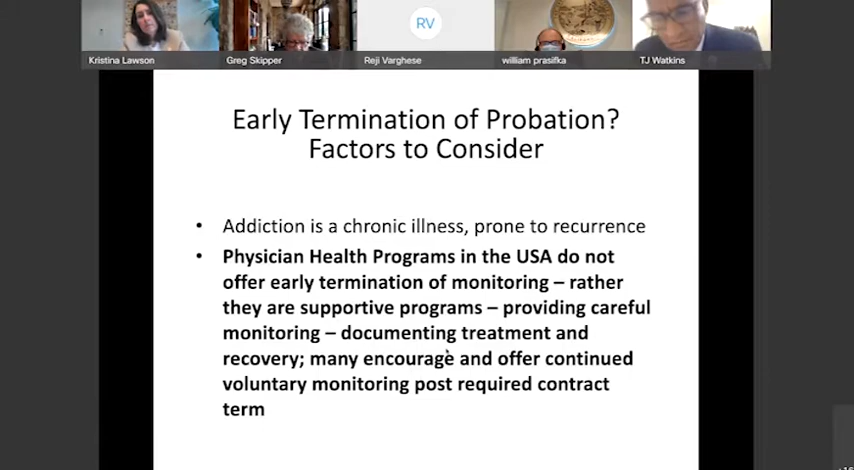 RV
Kristina Lawson
Greg Skipper
Reji Varghese
william prasifka
TJ Watkins
Early Termination of Probation?
Factors to Consider
• Addiction is a chronic illness, prone to recurrence
• Physician Health Programs in the USA do not
offer early termination of monitoring – rather
they are supportive programs – providing careful
monitoring – documenting treatment and
recovery; many encourage and offer continued
voluntary monitoring post required contract
term